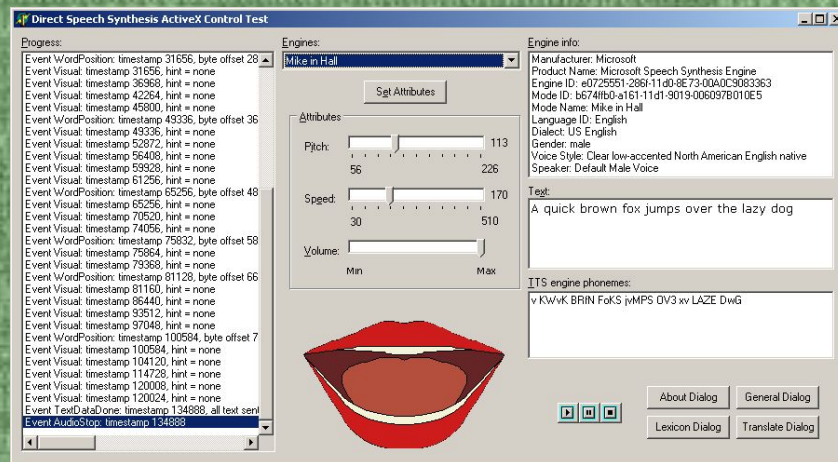 Direct Speech Synthesis ActiveX Control Test
Progress:
Event WordPosition: timestamp 31656, byte offset 28
Event Visual: timestamp 31656, hint = none
Event Visual: timestamp 36968, hint = none
Event Visual: timestamp 42264, hint = none
Event Visual: timestamp 45800, hint = none
Event WordPosition: timestamp 49336, byte offset 36
Event Visual: timestamp 49336, hint = none
Event Visual: timestamp 52872, hint = none
Event Visual: timestamp 56408, hint = none
Event Visual: timestamp 59928, hint = none
Event Visual: timestamp 61256, hint = none
Event WordPosition: timestamp 65256, byte offset 48
Event Visual: timestamp 65256, hint = none
Event Visual: timestamp 70520, hint = none
Event Visual: timestamp 74056, hint = none
Event WordPosition: timestamp 75832, byte offset 58
Event Visual: timestamp 75864, hint = none
Event Visual: timestamp 79368, hint = none
Event WordPosition: timestamp 81128, byte offset 66
Event Visual: timestamp 81160, hint = none
Event Visual: timestamp 86440, hint = none
Event Visual: timestamp 93512, hint = none
Event Visual: timestamp 97048, hint = none
Event WordPosition: timestamp 100584, byte offset 7
Event Visual: timestamp 100584, hint = none
Event Visual: timestamp 104120, hint = none
Event Visual: timestamp 114728, hint = none
Event Visual: timestamp 120008, hint = none
Event Visual: timestamp 120024, hint = none
Event TextDataDone: timestamp 134888, all text sent
Event AudioStop: timestamp 134888
Engines:
Mike in Hall
Set Attributes
Attributes
Pitch:
113
56
226
Speed:
170
30
510
Volume:
Min
Max
Engine info:
Manufacturer: Microsoft
Product Name: Microsoft Speech Synthesis Engine
Engine ID: e0725551-286f-11d0-8E73-00A0C9083363
Mode ID: b674ffb0-a161-11d1-9019-006097B010E5
Mode Name: Mike in Hall
Language ID: English
Dialect: US English
Gender: male
Voice Style: Clear low-accented North American English native
Speaker: Default Male Voice
Text:
A quick brown fox jumps over the lazy dog
TTS engine phonemes:
v KWvK BRfN FoKS jvMPS OV3 xv LAZE DwG
About Dialog
General Dialog
Lexicon Dialog
Translate Dialog